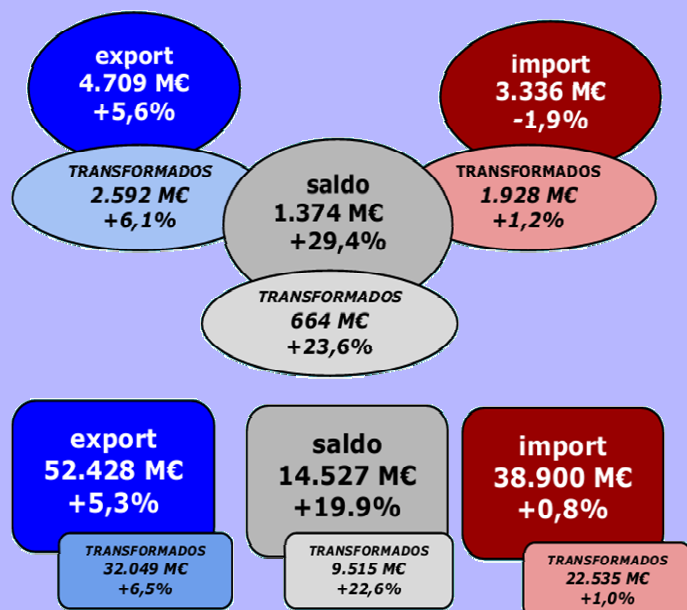 export
4.709 M€
+5,6%
TRANSFORMADOS
2.592 M€
+6,1%
saldo
1.374 M€
+29,4%
TRANSFORMADOS
664 M€
+23,6%
import
3.336 M€
-1,9%
TRANSFORMADOS
1.928 M€
+1,2%
export
52.428 M€
+5,3%
TRANSFORMADOS
32.049 M€
+6,5%
saldo
14.527 M€
+19.9%
TRANSFORMADOS
9.515 M€
+22,6%
import
38.900 M€
+0,8%
TRANSFORMADOS
22.535 M€
+1,0%